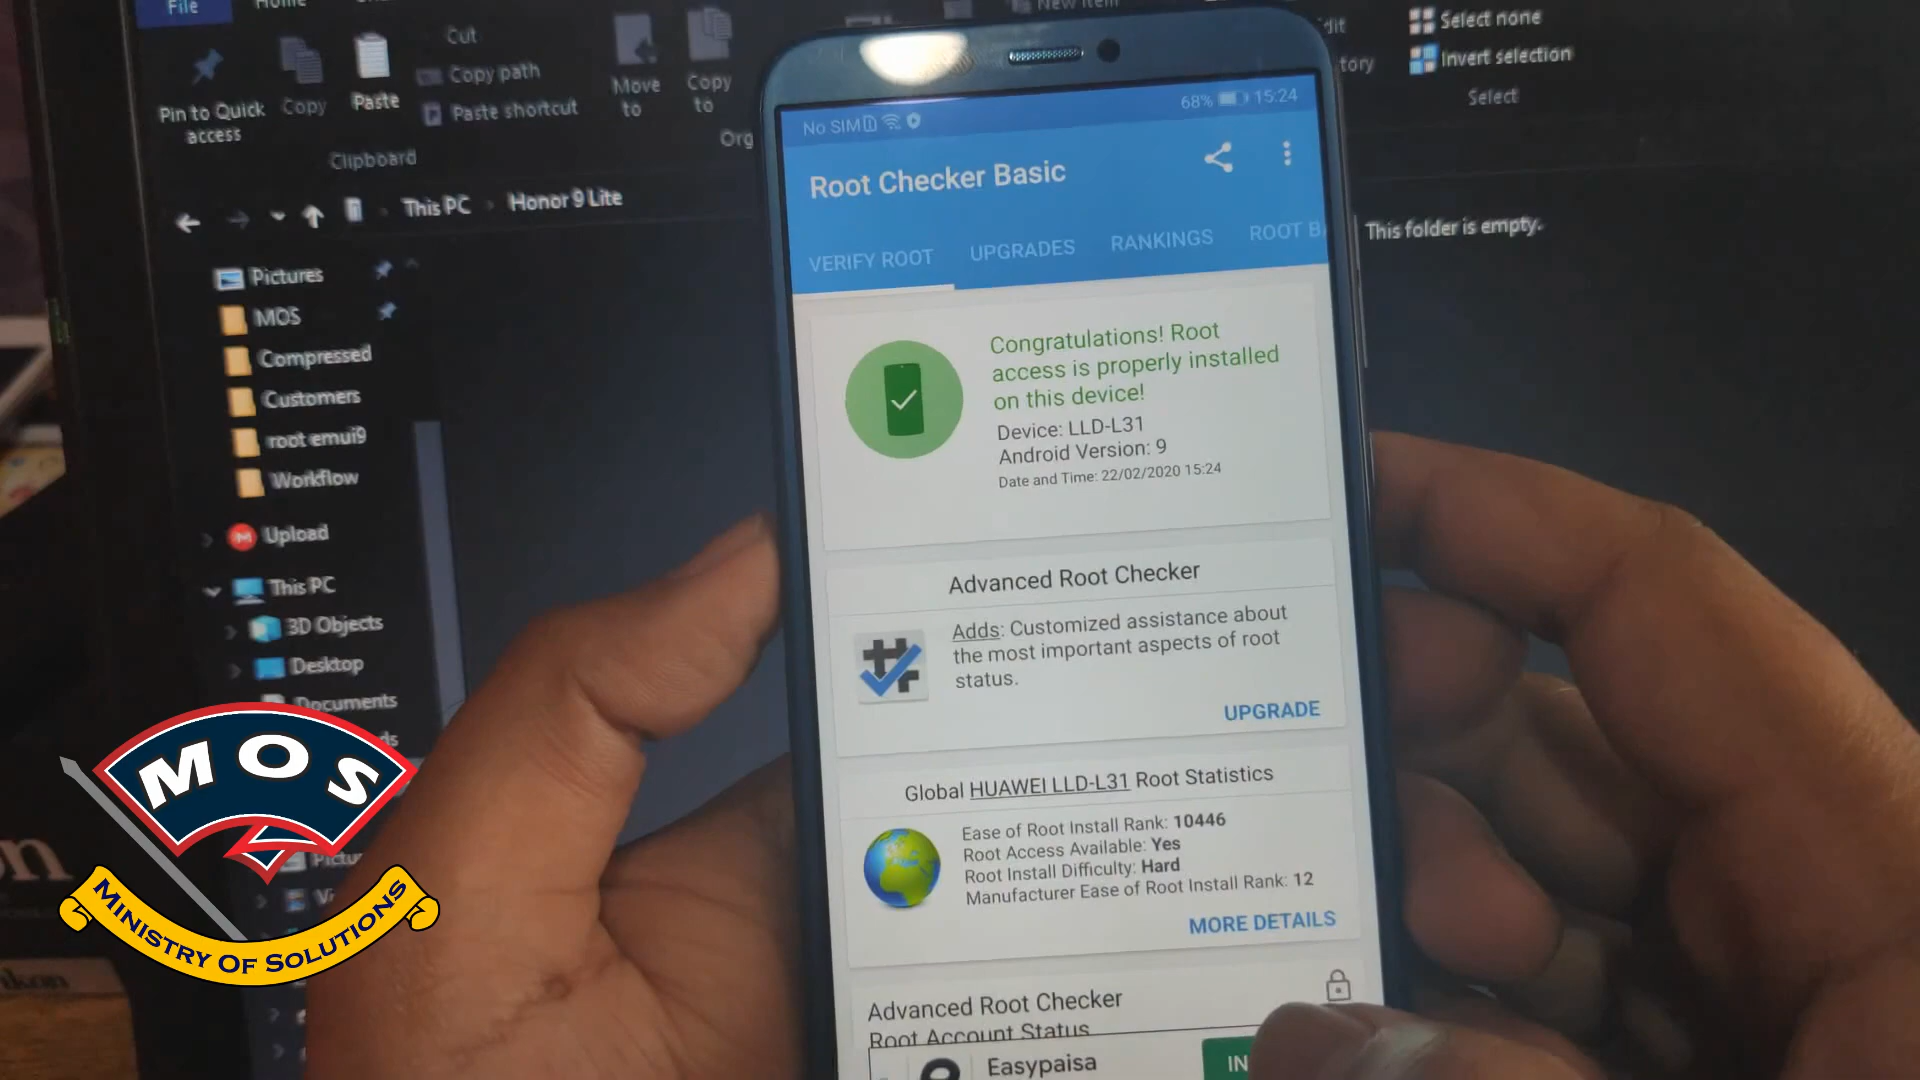 File
Home
Pin to Quick
access
Copy
Paste
Cut
Copy path
Paste shortcut
Clipboard
Move
to
Copy
to
Org
New item
Select none
Invert selection
Select
This PC
Honor 9 Lite
This folder is empty.
Pictures
MOS
Compressed
Customers
root emui9
Workflow
Upload
This PC
3D Objects
Desktop
Documents
No SIM
68%
15:24
Root Checker Basic
VERIFY ROOT
UPGRADES
RANKINGS
ROOT BA
Congratulations! Root
access is properly installed
on this device!
Device: LLD-L31
Android Version: 9
Date and Time: 22/02/2020 15:24
Advanced Root Checker
Adds: Customized assistance about
the most important aspects of root
status.
UPGRADE
Global HUAWEI LLD-L31 Root Statistics
Ease of Root Install Rank: 10446
Root Access Available: Yes
Root Install Difficulty: Hard
Manufacturer Ease of Root Install Rank: 12
MORE DETAILS
Advanced Root Checker
Root Account Status
Easypaisa
IN
MOS
MINISTRY OF SOLUTIONS